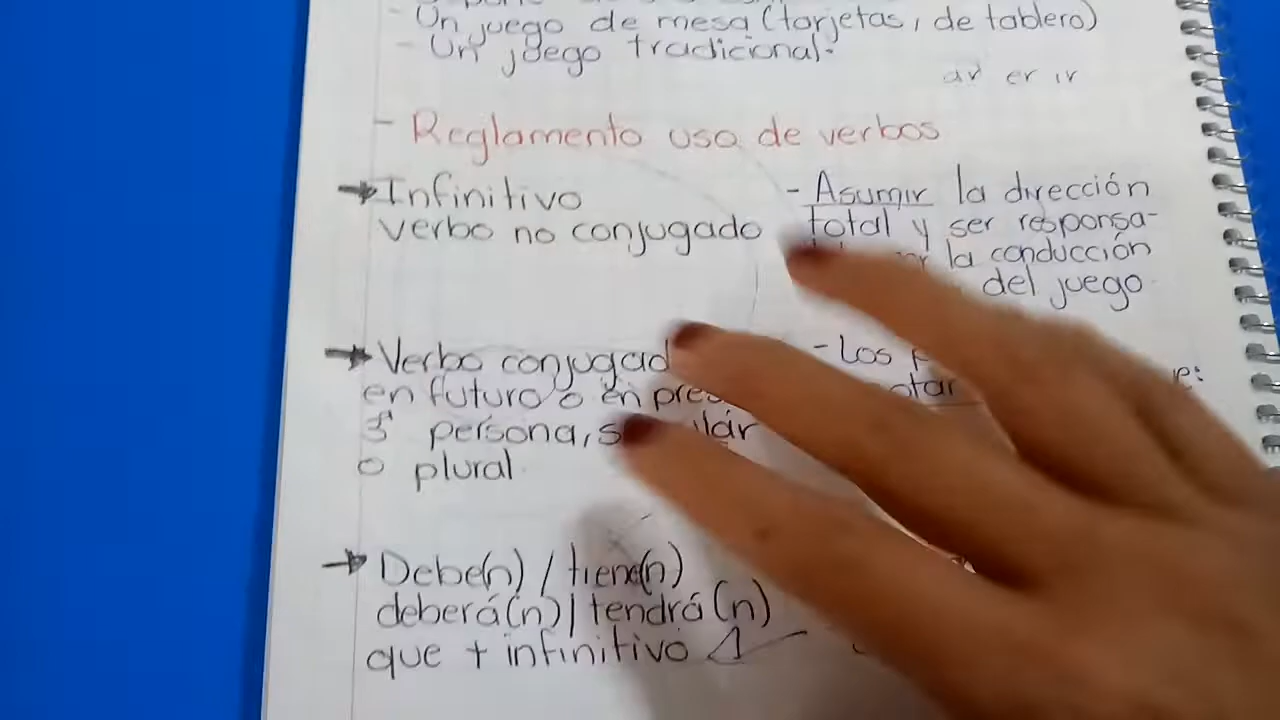 - Un juego de mesa (tarjetas, de tablero)
- Un juego tradicional.
ar er ir
- Reglamento uso de verbos
→ Infinitivo
verbo no conjugado
- Asumir la dirección
total y ser responsa-
la conducción
del juego.
→ Verbo
en futuro o en
3ª persona,
o plural.
- Los
→ Debe(n) / tiene(n)
deberá(n) / tendrá(n)
que + infinitivo